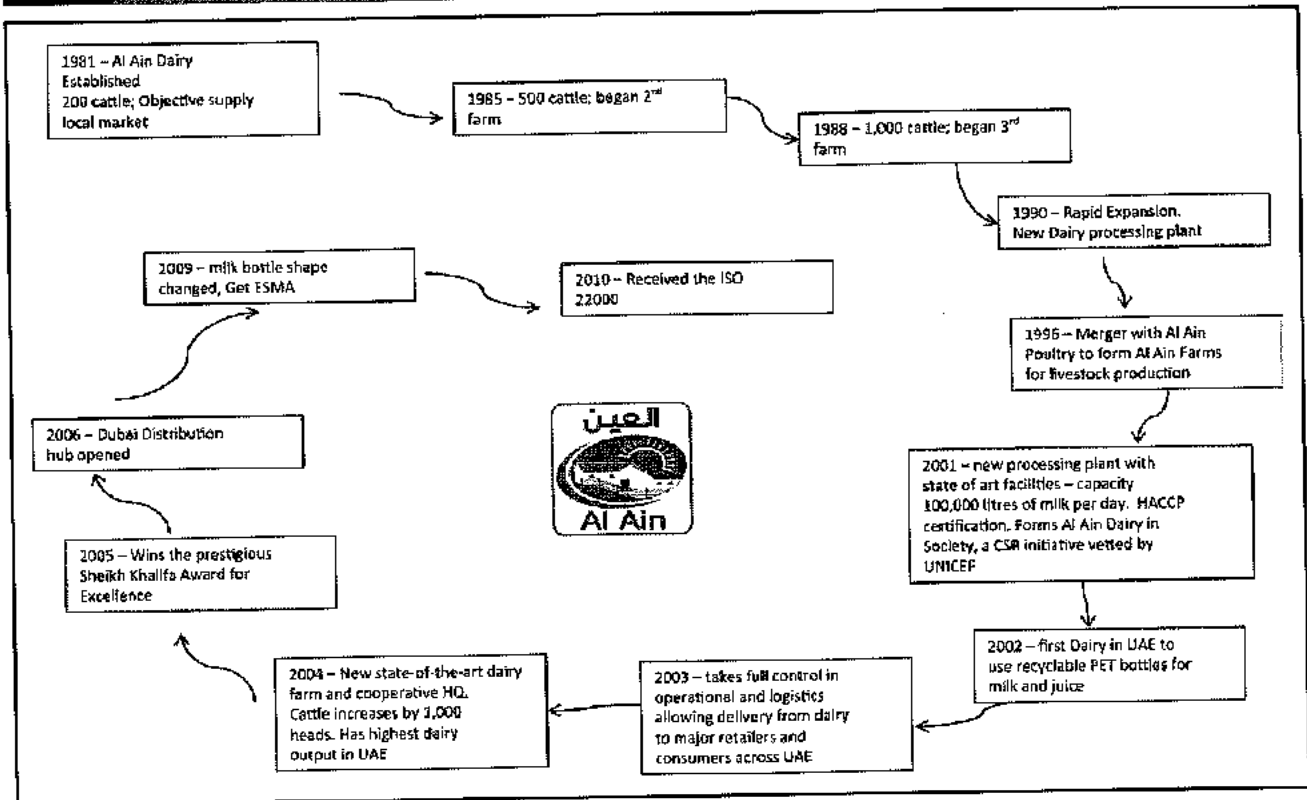 1981 – Al Ain Dairy
Established
200 cattle; Objective supply
local market
1985 – 500 cattle; began 2nd
farm
1988 – 1,000 cattle; began 3rd
farm
1990 – Rapid Expansion.
New Dairy processing plant
1996 – Merger with Al Ain
Poultry to form Al Ain Farms
for livestock production
2001 – new processing plant with
state of art facilities – capacity
100,000 litres of milk per day. HACCP
certification. Forms Al Ain Dairy in
Society, a CSR initiative vetted by
UNICEF
2002 – first Dairy in UAE to
use recyclable PET bottles for
milk and juice
2003 – takes full control in
operational and logistics
allowing delivery from dairy
to major retailers and
consumers across UAE
2004 – New state-of-the-art dairy
farm and cooperative HQ.
Cattle increases by 1,000
heads. Has highest dairy
output in UAE
2005 – Wins the prestigious
Sheikh Khalifa Award for
Excellence
2006 – Dubai Distribution
hub opened
2009 – milk bottle shape
changed, Get ESMA
2010 – Received the ISO
22000
العين
Al Ain